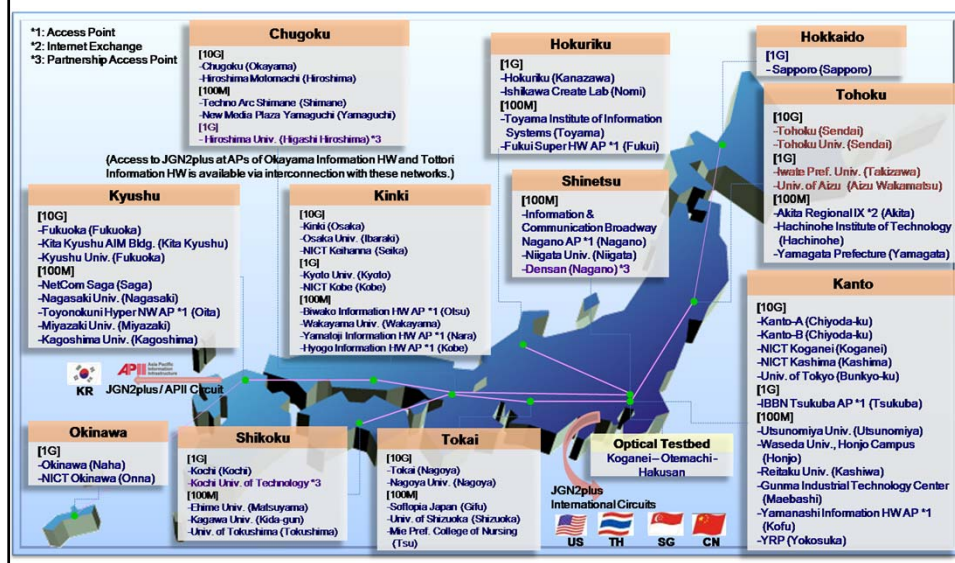 *1: Access Point
*2: Internet Exchange
*3: Partnership Access Point
Chugoku
[10G]
-Chugoku (Okayama)
-Hiroshima Motomachi (Hiroshima)
[100M]
-Techno Arc Shimane (Shimane)
-New Media Plaza Yamaguchi (Yamaguchi)
[1G]
- Hiroshima Univ. (Higashi Hiroshima) *3
(Access to JGN2plus at APs of Okayama Information HW and Tottori
Information HW is available via interconnection with these networks.)
Hokuriku
[1G]
-Hokuriku (Kanazawa)
-Ishikawa Create Lab (Nomi)
[100M]
-Toyama Institute of Information
Systems (Toyama)
-Fukui Super HW AP *1 (Fukui)
Hokkaido
[1G]
- Sapporo (Sapporo)
Tohoku
[10G]
-Tohoku (Sendai)
-Tohoku Univ. (Sendai)
[1G]
-Iwate Pref. Univ. (Takizawa)
-Univ. of Aizu (Aizu Wakamatsu)
[100M]
-Akita Regional IX *2 (Akita)
-Hachinohe Institute of Technology
(Hachinohe)
-Yamagata Prefecture (Yamagata)
Kyushu
[10G]
-Fukuoka (Fukuoka)
-Kita Kyushu AIM Bldg. (Kita Kyushu)
-Kyushu Univ. (Fukuoka)
[100M]
-NetCom Saga (Saga)
-Nagasaki Univ. (Nagasaki)
-Toyonokuni Hyper NW AP *1 (Oita)
-Miyazaki Univ. (Miyazaki)
-Kagoshima Univ. (Kagoshima)
Kinki
[10G]
-Kinki (Osaka)
-Osaka Univ. (Ibaraki)
-NICT Keihanna (Seika)
[1G]
-Kyoto Univ. (Kyoto)
-NICT Kobe (Kobe)
[100M]
-Biwako Information HW AP *1 (Otsu)
-Wakayama Univ. (Wakayama)
-Yamatoji Information HW AP *1 (Nara)
-Hyogo Information HW AP *1 (Kobe)
Shinetsu
[100M]
-Information &
Communication Broadway
Nagano AP *1 (Nagano)
-Niigata Univ. (Niigata)
-Densan (Nagano) *3
Kanto
[10G]
-Kanto-A (Chiyoda-ku)
-Kanto-B (Chiyoda-ku)
-NICT Koganei (Koganei)
-NICT Kashima (Kashima)
-Univ. of Tokyo (Bunkyo-ku)
[1G]
-IBBN Tsukuba AP *1 (Tsukuba)
[100M]
-Utsunomiya Univ. (Utsunomiya)
-Waseda Univ., Honjo Campus
(Honjo)
-Reitaku Univ. (Kashiwa)
-Gunma Industrial Technology Center
(Maebashi)
-Yamanashi Information HW AP *1
(Kofu)
-YRP (Yokosuka)
KR
APII
Asia Pacific
Information
Infrastructure
JGN2plus / APII Circuit
Okinawa
[1G]
-Okinawa (Naha)
-NICT Okinawa (Onna)
Shikoku
[1G]
-Kochi (Kochi)
-Kochi Univ. of Technology *3
[100M]
-Ehime Univ. (Matsuyama)
-Kagawa Univ. (Kida-gun)
-Univ. of Tokushima (Tokushima)
Tokai
[10G]
-Tokai (Nagoya)
-Nagoya Univ. (Nagoya)
[100M]
-Softopia Japan (Gifu)
-Univ. of Shizuoka (Shizuoka)
-Mie Pref. College of Nursing
(Tsu)
Optical Testbed
Koganei – Otemachi –
Hakusan
JGN2plus
International Circuits
US
TH
SG
CN